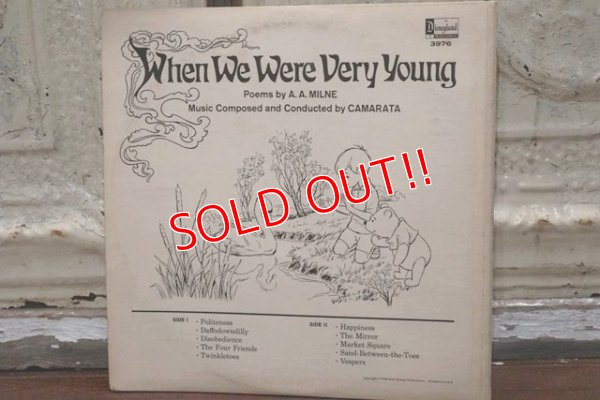 Disneyland
3976
When We Were Very Young
Poems by A. A. MILNE
Music Composed and Conducted by CAMARATA
SOLD OUT!!
SIDE I
· Politeness
· Daffodowndilly
· Disobedience
· The Four Friends
· Twinkletoes
SIDE II
· Happiness
· The Mirror
· Market Square
· Sand-Between-the-Toes
· Vespers